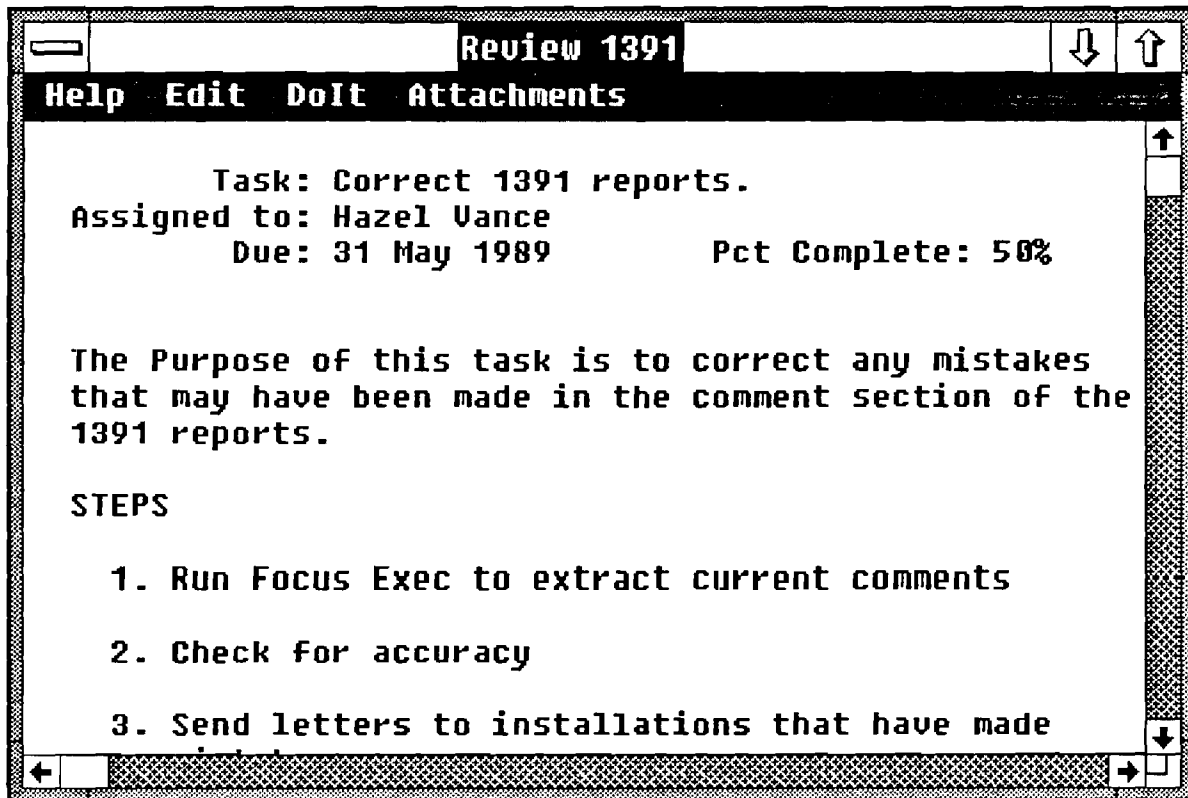 Review 1391
Help Edit DoIt Attachments
Task: Correct 1391 reports.
Assigned to: Hazel Vance
Due: 31 May 1989 Pct Complete: 50%
The Purpose of this task is to correct any mistakes
that may have been made in the comment section of the
1391 reports.
STEPS
1. Run Focus Exec to extract current comments
2. Check for accuracy
3. Send letters to installations that have made